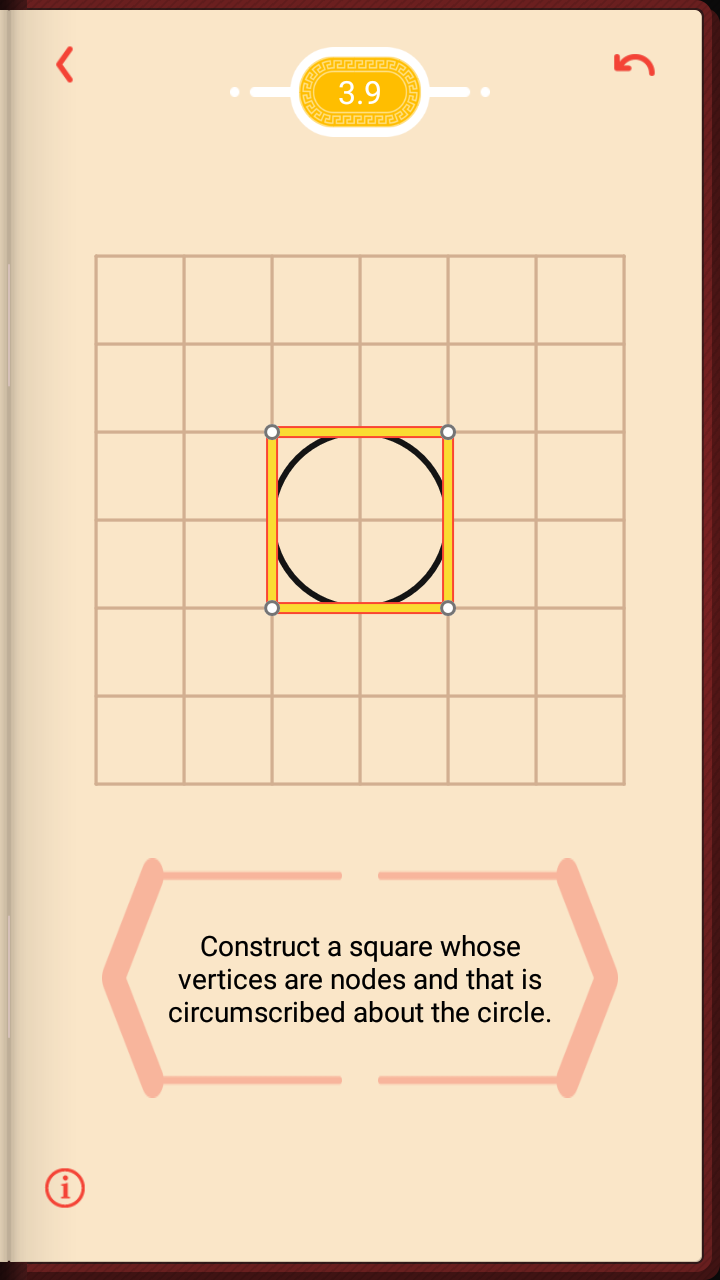 3.9
Construct a square whose
vertices are nodes and that is
circumscribed about the circle.
i